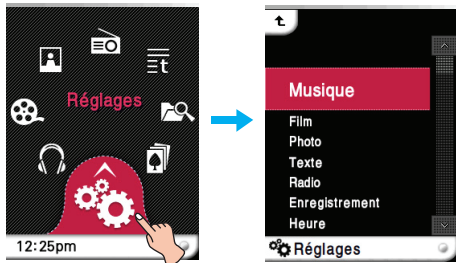 Réglages
12:25pm
Musique
Film
Photo
Texte
Radio
Enregistrement
Heure
Réglages